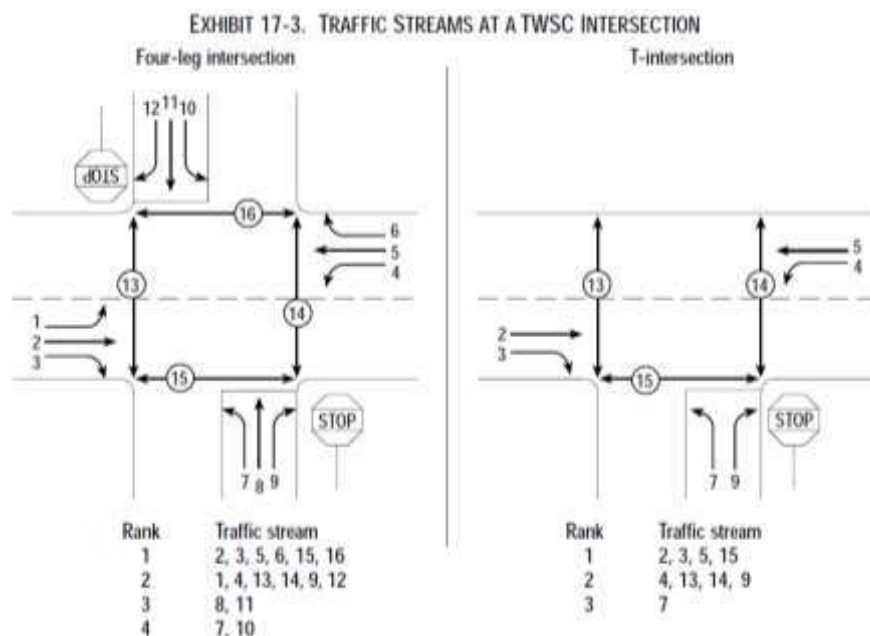 EXHIBIT 17-3. TRAFFIC STREAMS AT A TWSC INTERSECTION
Four-leg intersection
12 11 10
STOP
16
6
5
4
13
14
1
2
3
15
STOP
7 8 9
Rank Traffic stream
1 2, 3, 5, 6, 15, 16
2 1, 4, 13, 14, 9, 12
3 8, 11
4 7, 10
T-intersection
5
4
13
14
2
3
15
STOP
7 9
Rank Traffic stream
1 2, 3, 5, 15
2 4, 13, 14, 9
3 7